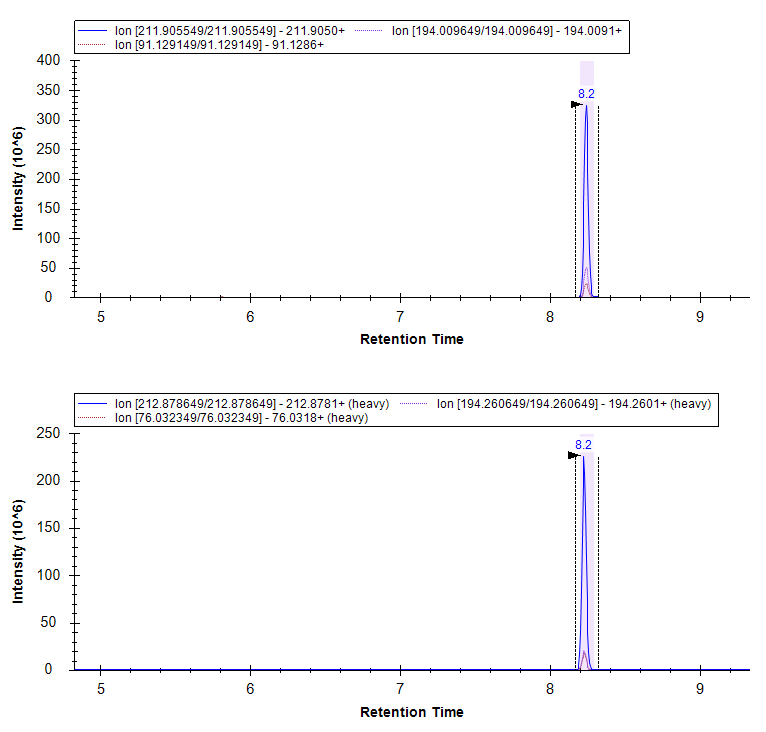 Ion [211.905549/211.905549] - 211.9050+ Ion [194.009649/194.009649] - 194.0091+
Ion [91.129149/91.129149] - 91.1286+
400
350
300
250
200
150
100
50
0
Intensity (10^6)
8.2
5 6 7 8 9
Retention Time
Ion [212.878649/212.878649] - 212.8781+ (heavy) Ion [194.260649/194.260649] - 194.2601+ (heavy)
Ion [76.032349/76.032349] - 76.0318+ (heavy)
250
200
150
100
50
0
Intensity (10^6)
8.2
5 6 7 8 9
Retention Time